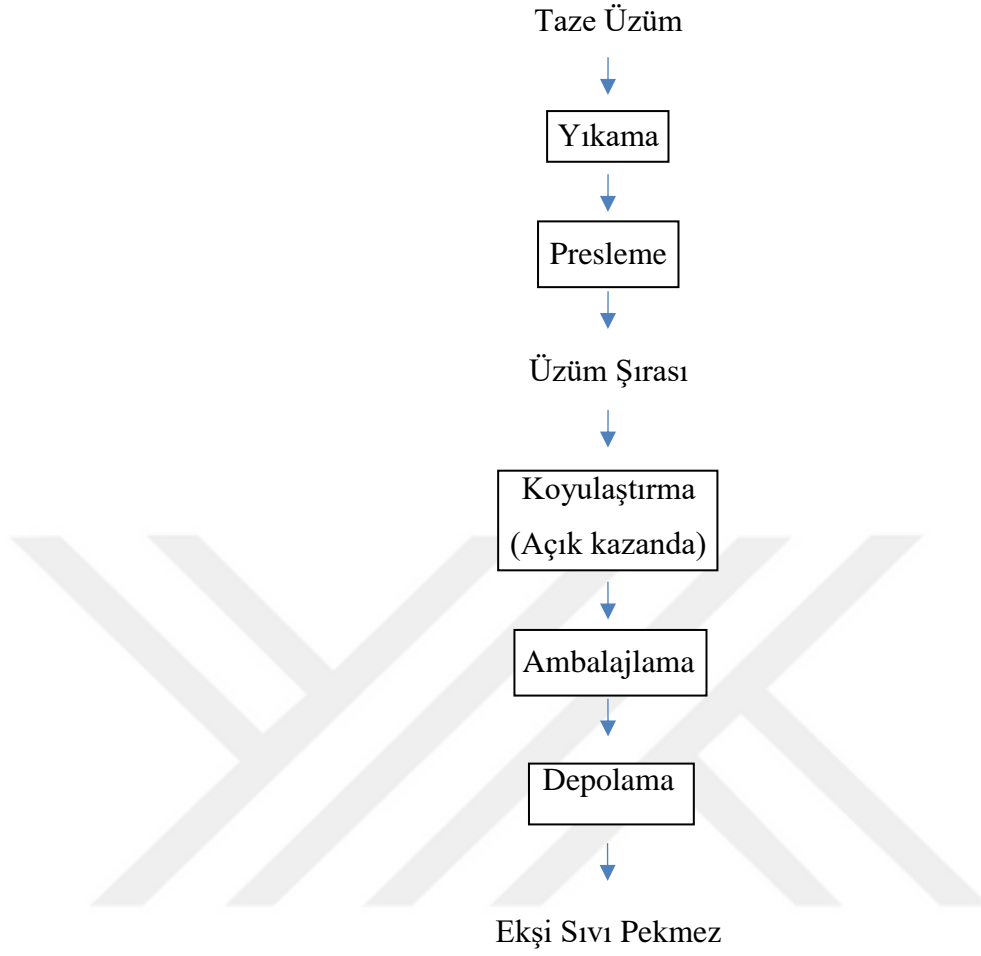 Taze Üzüm
Yıkama
Presleme
Üzüm Şırası
Koyulaştırma
(Açık kazanda)
Ambalajlama
Depolama
Ekşi Sıvı Pekmez